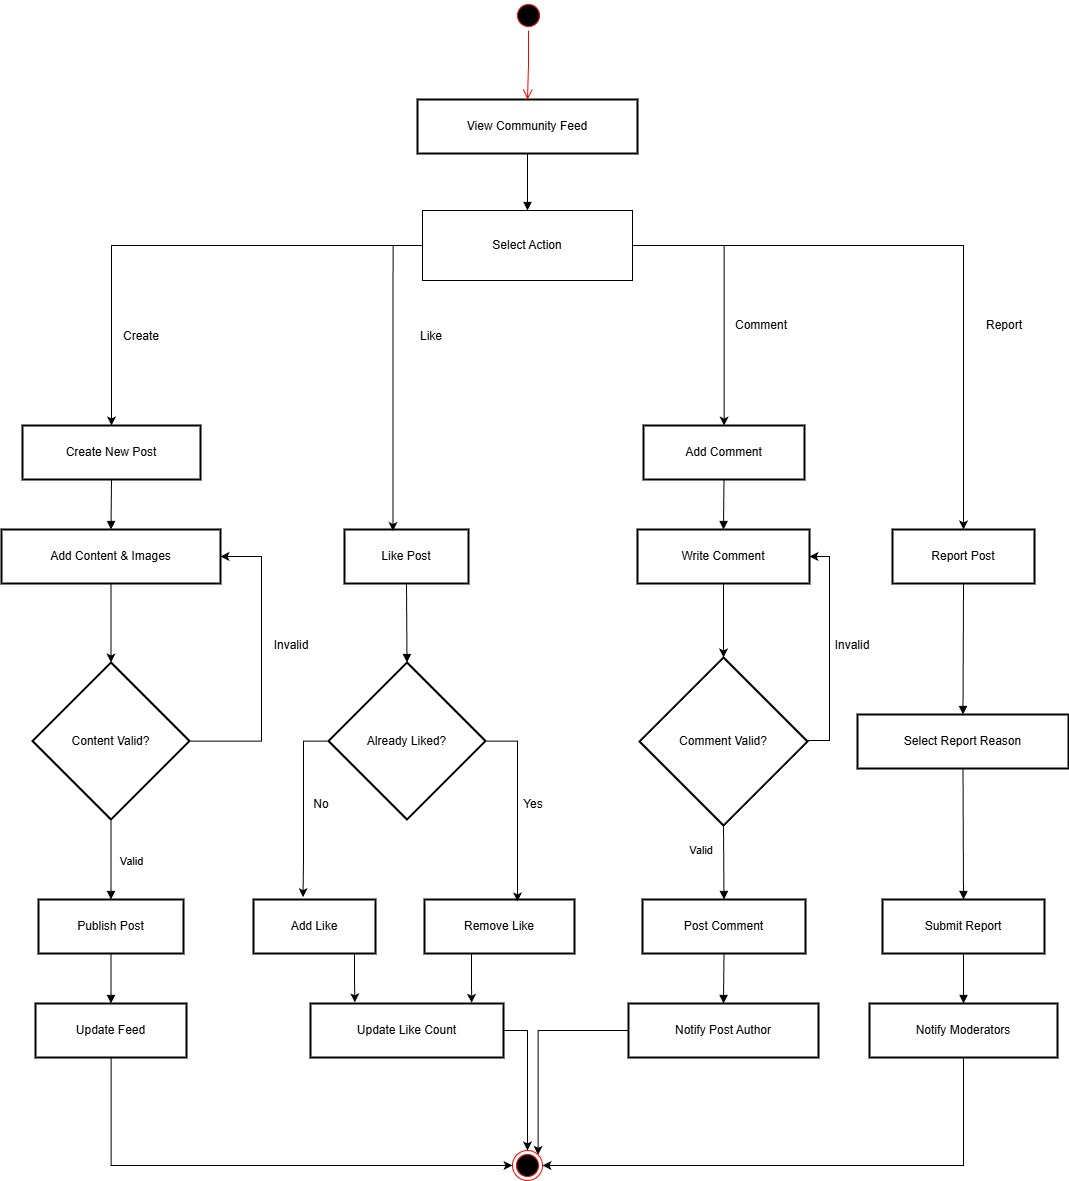 View Community Feed
Select Action
Create
Like
Comment
Report
Create New Post
Add Comment
Add Content & Images
Like Post
Write Comment
Report Post
Invalid
Invalid
Content Valid?
Already Liked?
Comment Valid?
Select Report Reason
No
Yes
Valid
Valid
Publish Post
Add Like
Remove Like
Post Comment
Submit Report
Update Feed
Update Like Count
Notify Post Author
Notify Moderators